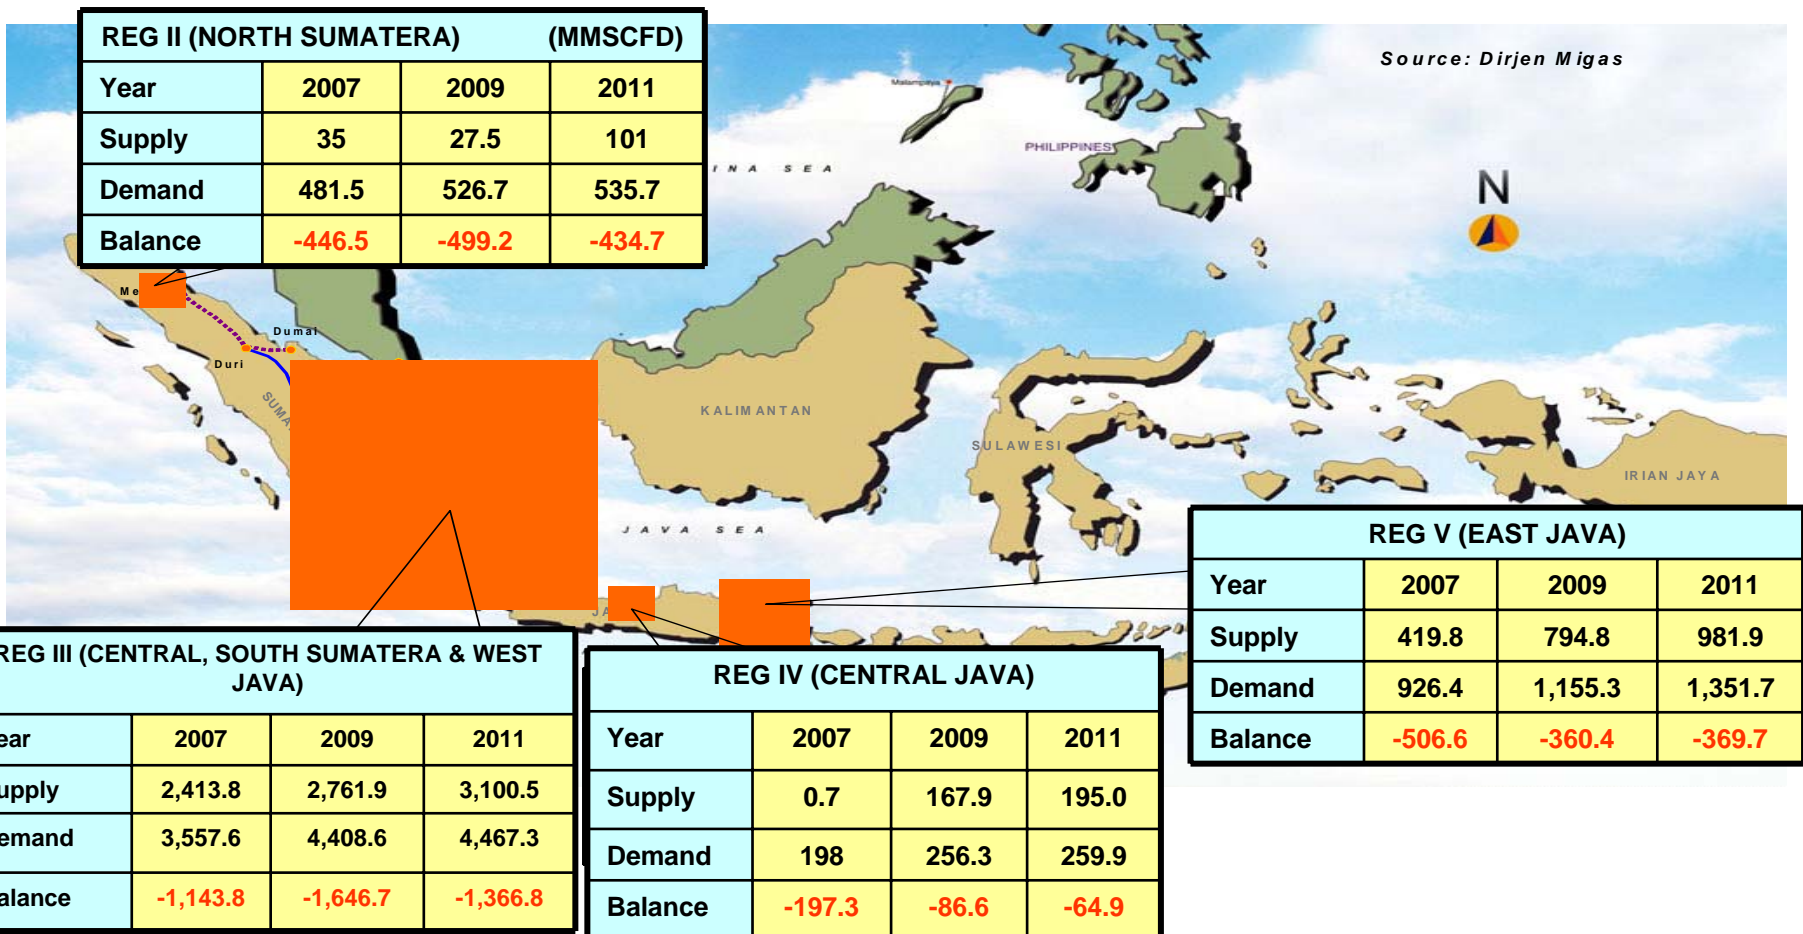 REG II (NORTH SUMATERA) (MMSCFD)
Year 2007 2009 2011
Supply 35 27.5 101
Demand 481.5 526.7 535.7
Balance -446.5 -499.2 -434.7
Source: Dirjen Migas
Malampaya
PHILIPPINES
INA SEA
N
Me
Dumai
Duri
SUMA
KALIMANTAN
SULAWESI
IRIAN JAYA
JAVA SEA
JA
REG V (EAST JAVA)
Year 2007 2009 2011
Supply 419.8 794.8 981.9
Demand 926.4 1,155.3 1,351.7
Balance -506.6 -360.4 -369.7
REG III (CENTRAL, SOUTH SUMATERA & WEST
JAVA)
ear 2007 2009 2011
upply 2,413.8 2,761.9 3,100.5
emand 3,557.6 4,408.6 4,467.3
alance -1,143.8 -1,646.7 -1,366.8
REG IV (CENTRAL JAVA)
Year 2007 2009 2011
Supply 0.7 167.9 195.0
Demand 198 256.3 259.9
Balance -197.3 -86.6 -64.9